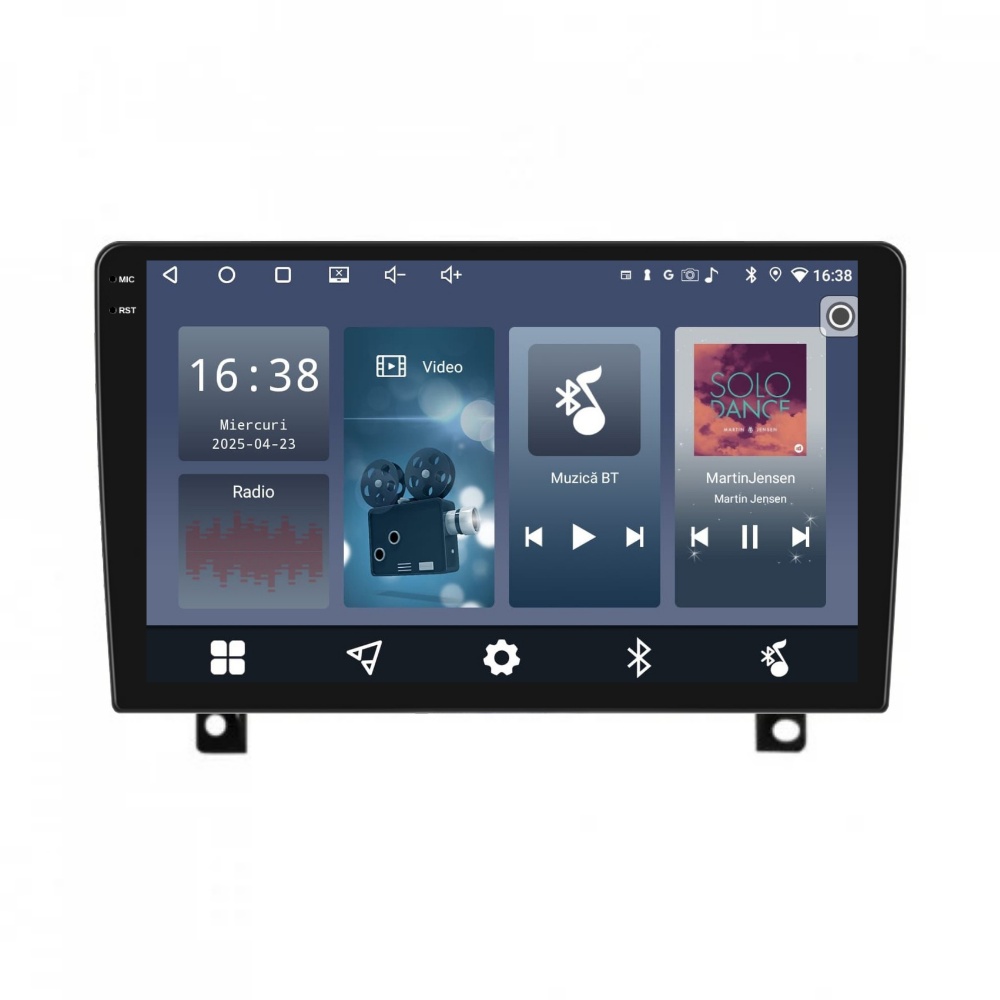 MIC
RST
16:38
16:38
Miercuri
2025-04-23
Radio
Video
Muzică BT
SOLO
DANCE
MARTIN JENSEN
MartinJensen
Martin Jensen